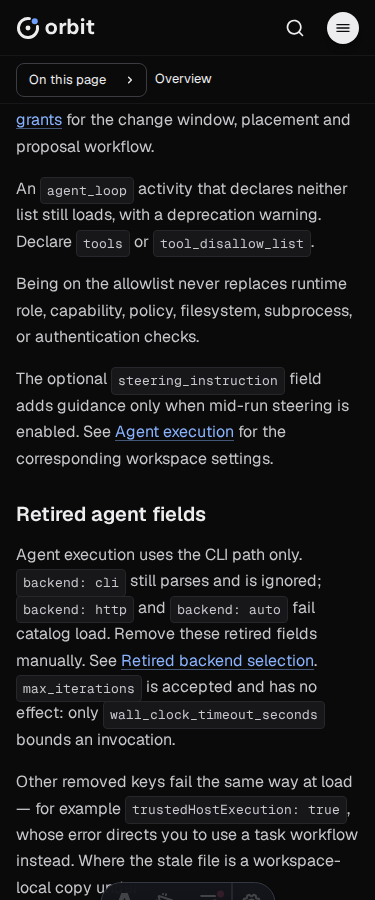 orbit
On this page
Overview
grants for the change window, placement and
proposal workflow.
An agent_loop activity that declares neither
list still loads, with a deprecation warning.
Declare tools or tool_disallow_list.
Being on the allowlist never replaces runtime
role, capability, policy, filesystem, subprocess,
or authentication checks.
The optional steering_instruction field
adds guidance only when mid-run steering is
enabled. See Agent execution for the
corresponding workspace settings.
Retired agent fields
Agent execution uses the CLI path only.
backend: cli still parses and is ignored;
backend: http and backend: auto fail
catalog load. Remove these retired fields
manually. See Retired backend selection.
max_iterations is accepted and has no
effect: only wall_clock_timeout_seconds
bounds an invocation.
Other removed keys fail the same way at load
— for example trustedHostExecution: true,
whose error directs you to use a task workflow
instead. Where the stale file is a workspace-
local copy